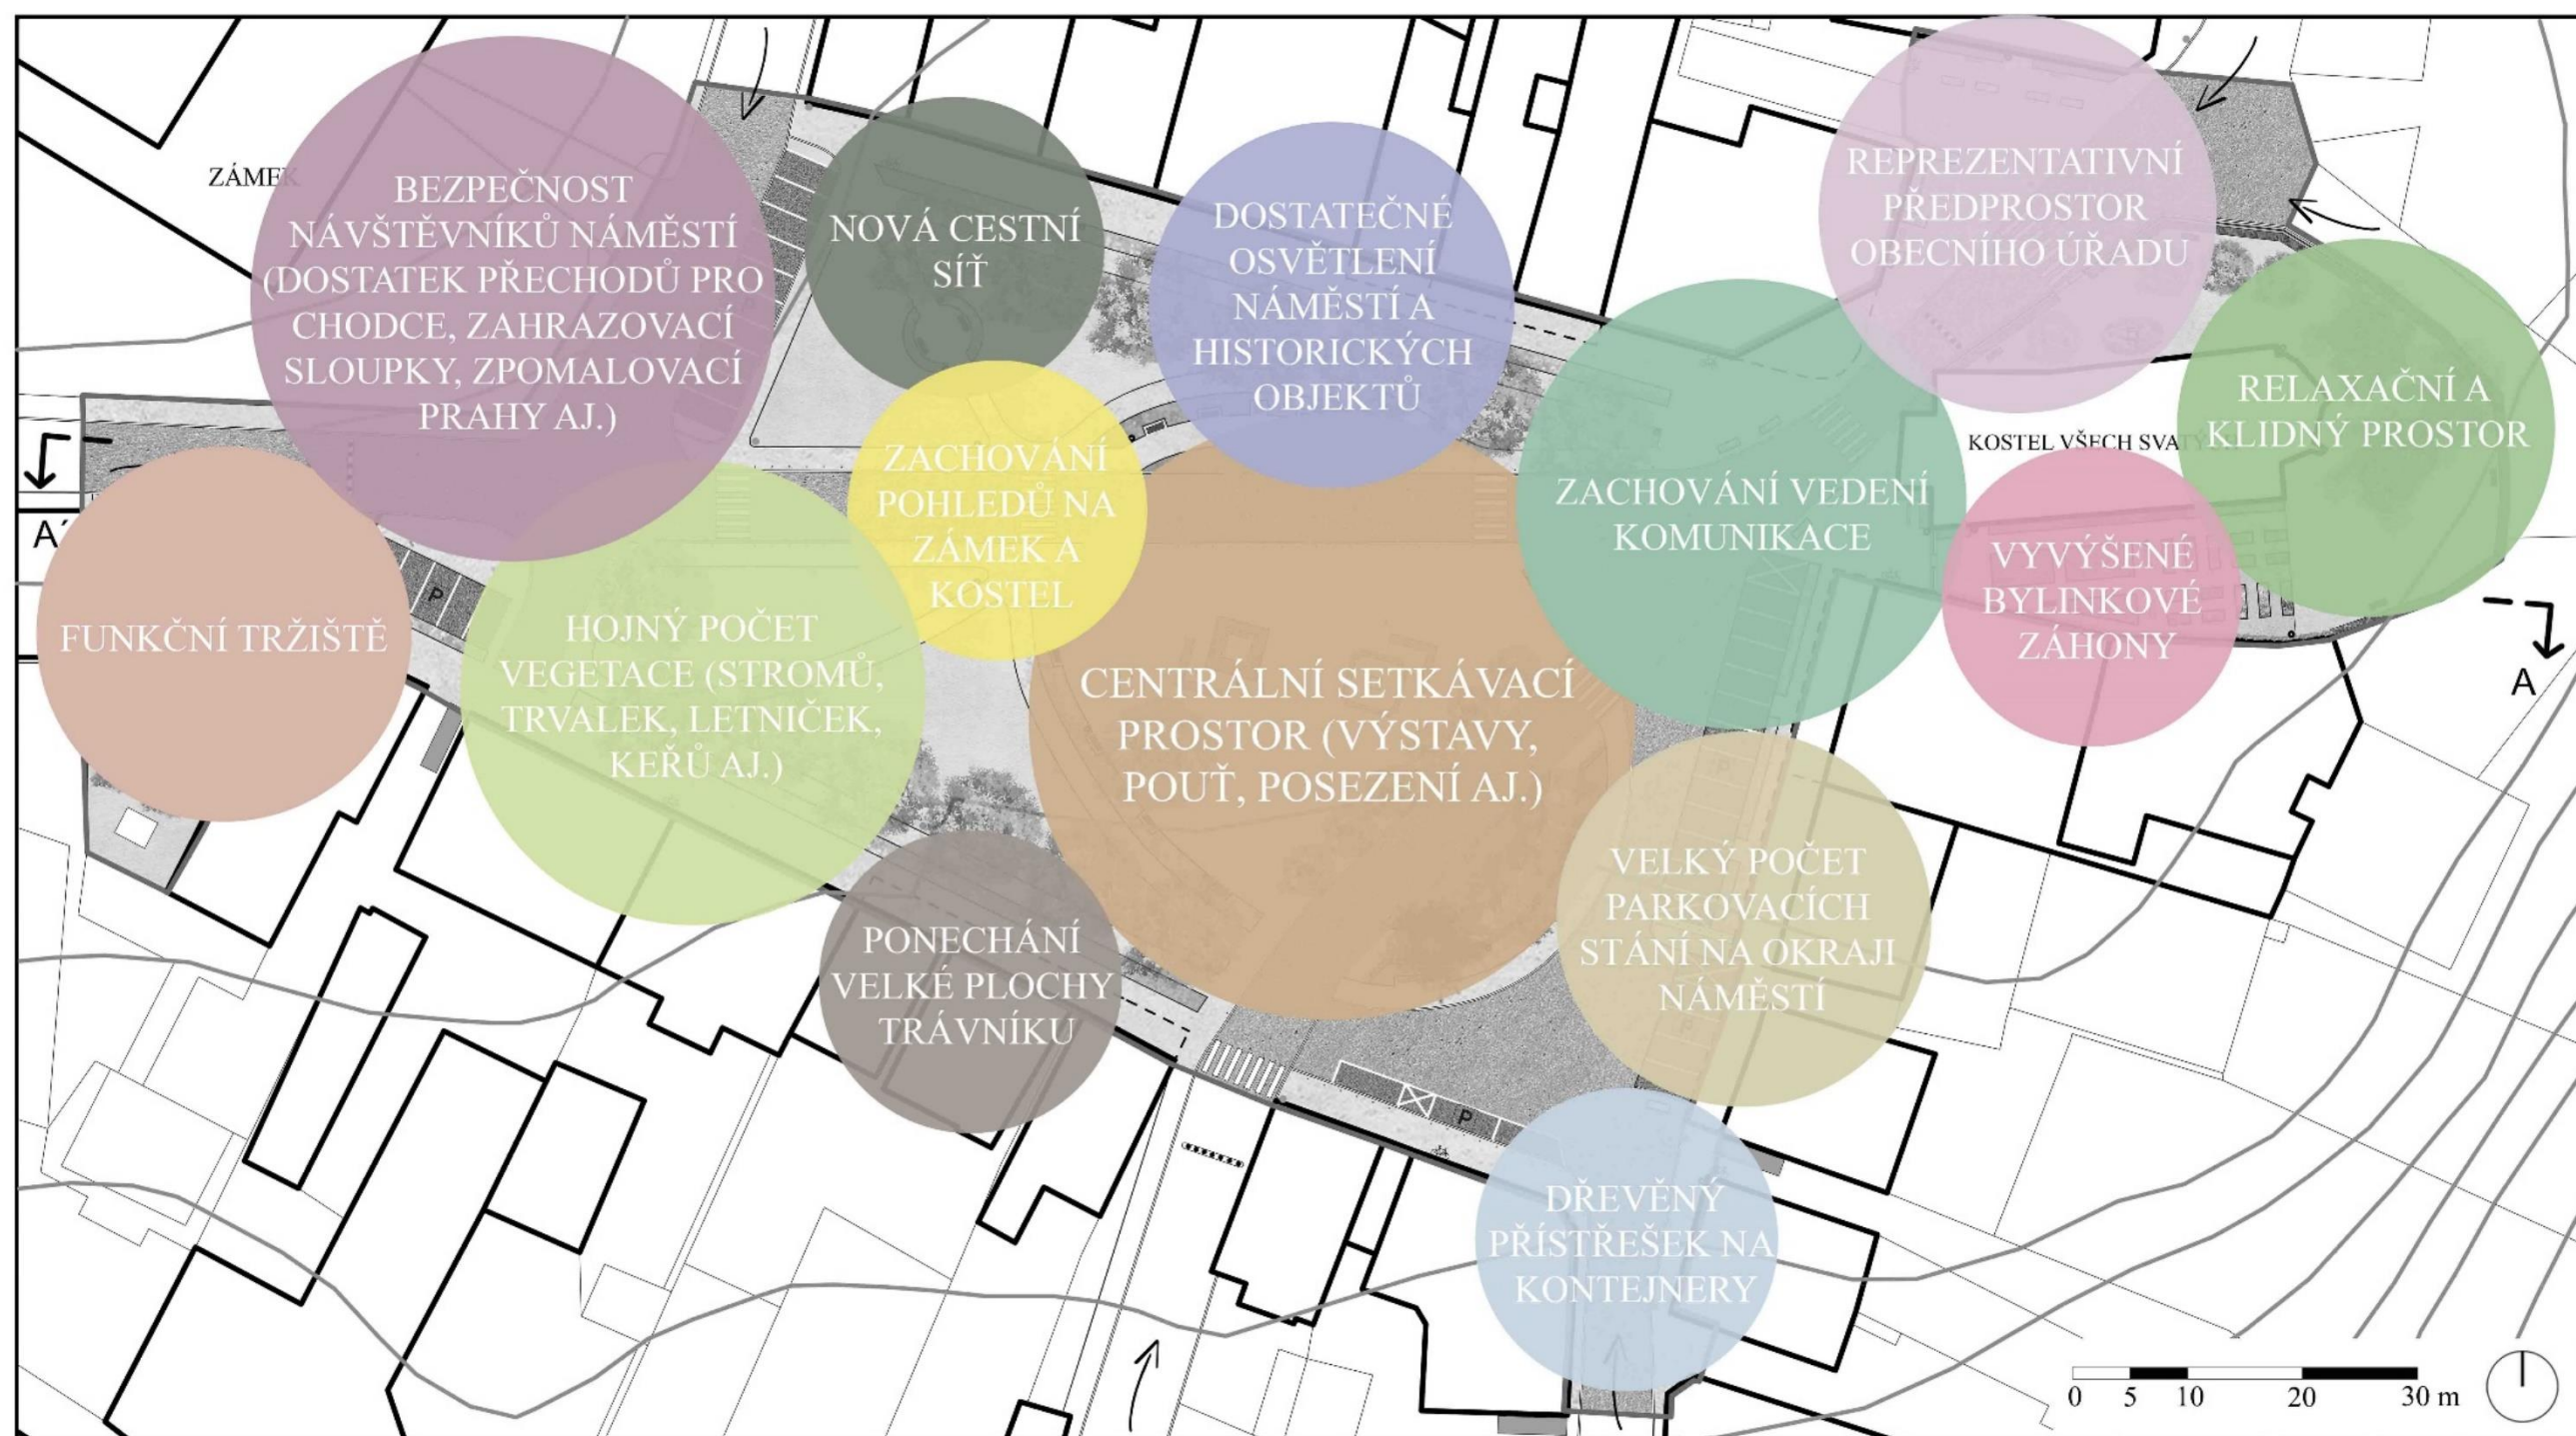 ZÁMEK
BEZPEČNOST
NÁVŠTĚVNÍKŮ NÁMĚSTÍ
(DOSTATEK PŘECHODŮ PRO
CHODCE, ZAHRAZOVACÍ
SLOUPKY, ZPOMALOVACÍ
PRAHY AJ.)
NOVÁ CESTNÍ
SÍŤ
DOSTATEČNÉ
OSVĚTLENÍ
NÁMĚSTÍ A
HISTORICKÝCH
OBJEKTŮ
REPREZENTATIVNÍ
PŘEDPROSTOR
OBECNÍHO ÚŘADU
RELAXAČNÍ A
KLIDNÝ PROSTOR
KOSTEL VŠECH
ZACHOVÁNÍ
POHLEDŮ NA
ZÁMEK A
KOSTEL
ZACHOVÁNÍ VEDENÍ
KOMUNIKACE
VYVÝŠENÉ
BYLINKOVÉ
ZÁHONY
A´
FUNKČNÍ TRŽIŠTĚ
P
HOJNÝ POČET
VEGETACE (STROMŮ,
TRVALEK, LETNIČEK,
KEŘŮ AJ.)
CENTRÁLNÍ SETKÁVACÍ
PROSTOR (VÝSTAVY,
POUŤ, POSEZENÍ AJ.)
A
PONECHÁNÍ
VELKÉ PLOCHY
TRÁVNÍKU
VELKÝ POČET
PARKOVACÍCH
STÁNÍ NA OKRAJI
NÁMĚSTÍ
P
DŘEVĚNÝ
PŘÍSTŘEŠEK NA
KONTEJNERY
0 5 10 20 30 m